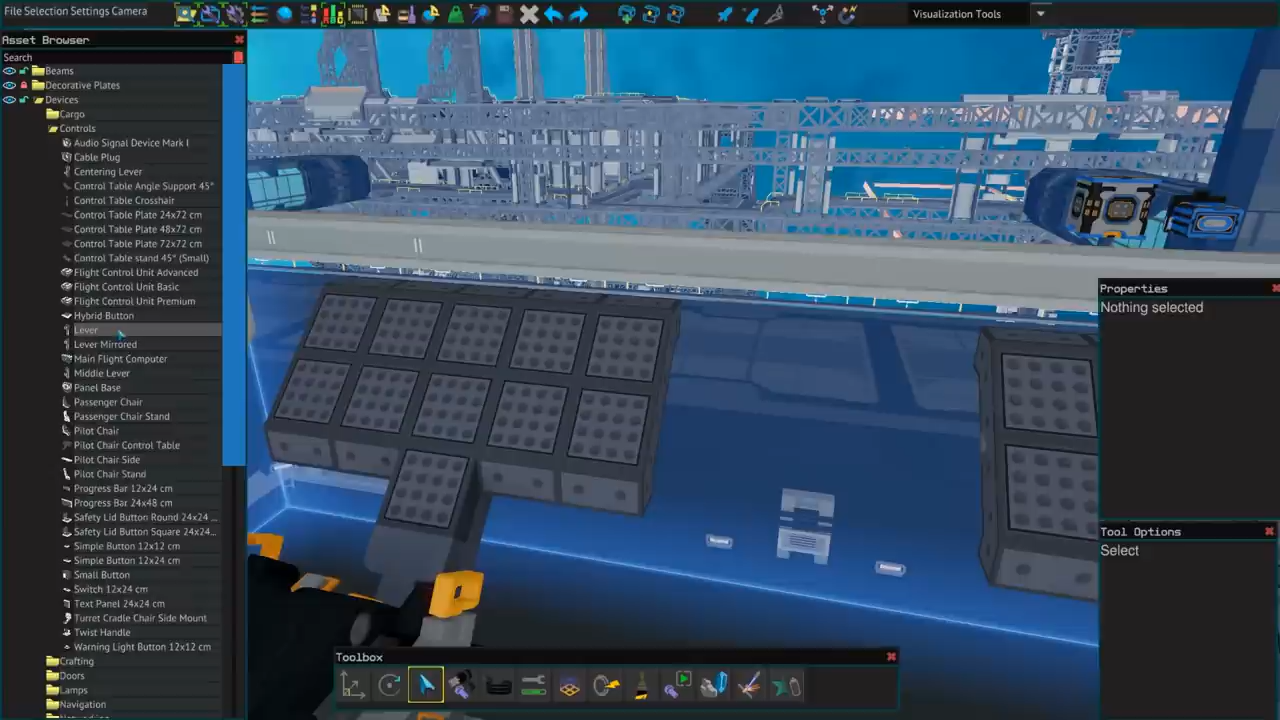 File Selection Settings Camera
Visualization Tools
Asset Browser
Search
Beams
Decorative Plates
Devices
Cargo
Controls
Audio Signal Device Mark I
Cable Plug
Centering Lever
Control Table Angle Support 45°
Control Table Crosshair
Control Table Plate 24x72 cm
Control Table Plate 48x72 cm
Control Table Plate 72x72 cm
Control Table stand 45° (Small)
Flight Control Unit Advanced
Flight Control Unit Basic
Flight Control Unit Premium
Hybrid Button
Lever
Lever Mirrored
Main Flight Computer
Middle Lever
Panel Base
Passenger Chair
Passenger Chair Stand
Pilot Chair
Pilot Chair Control Table
Pilot Chair Side
Pilot Chair Stand
Progress Bar 12x24 cm
Progress Bar 24x48 cm
Safety Lid Button Round 24x24 ...
Safety Lid Button Square 24x24...
Simple Button 12x12 cm
Simple Button 12x24 cm
Small Button
Switch 12x24 cm
Text Panel 24x24 cm
Turret Cradle Chair Side Mount
Twist Handle
Warning Light Button 12x12 cm
Crafting
Doors
Lamps
Navigation
Properties
Nothing selected
Tool Options
Select
Toolbox